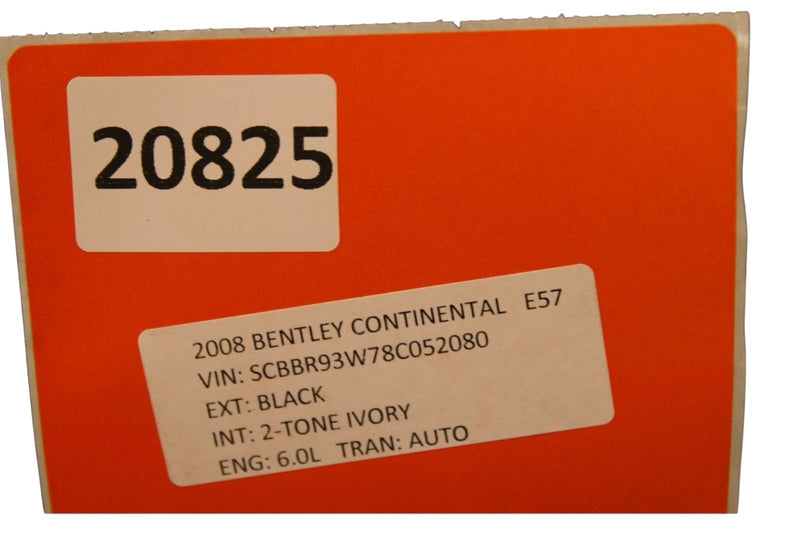 20825
2008 BENTLEY CONTINENTAL E57
VIN: SCBBR93W78C052080
EXT: BLACK
INT: 2-TONE IVORY
ENG: 6.0L TRAN: AUTO